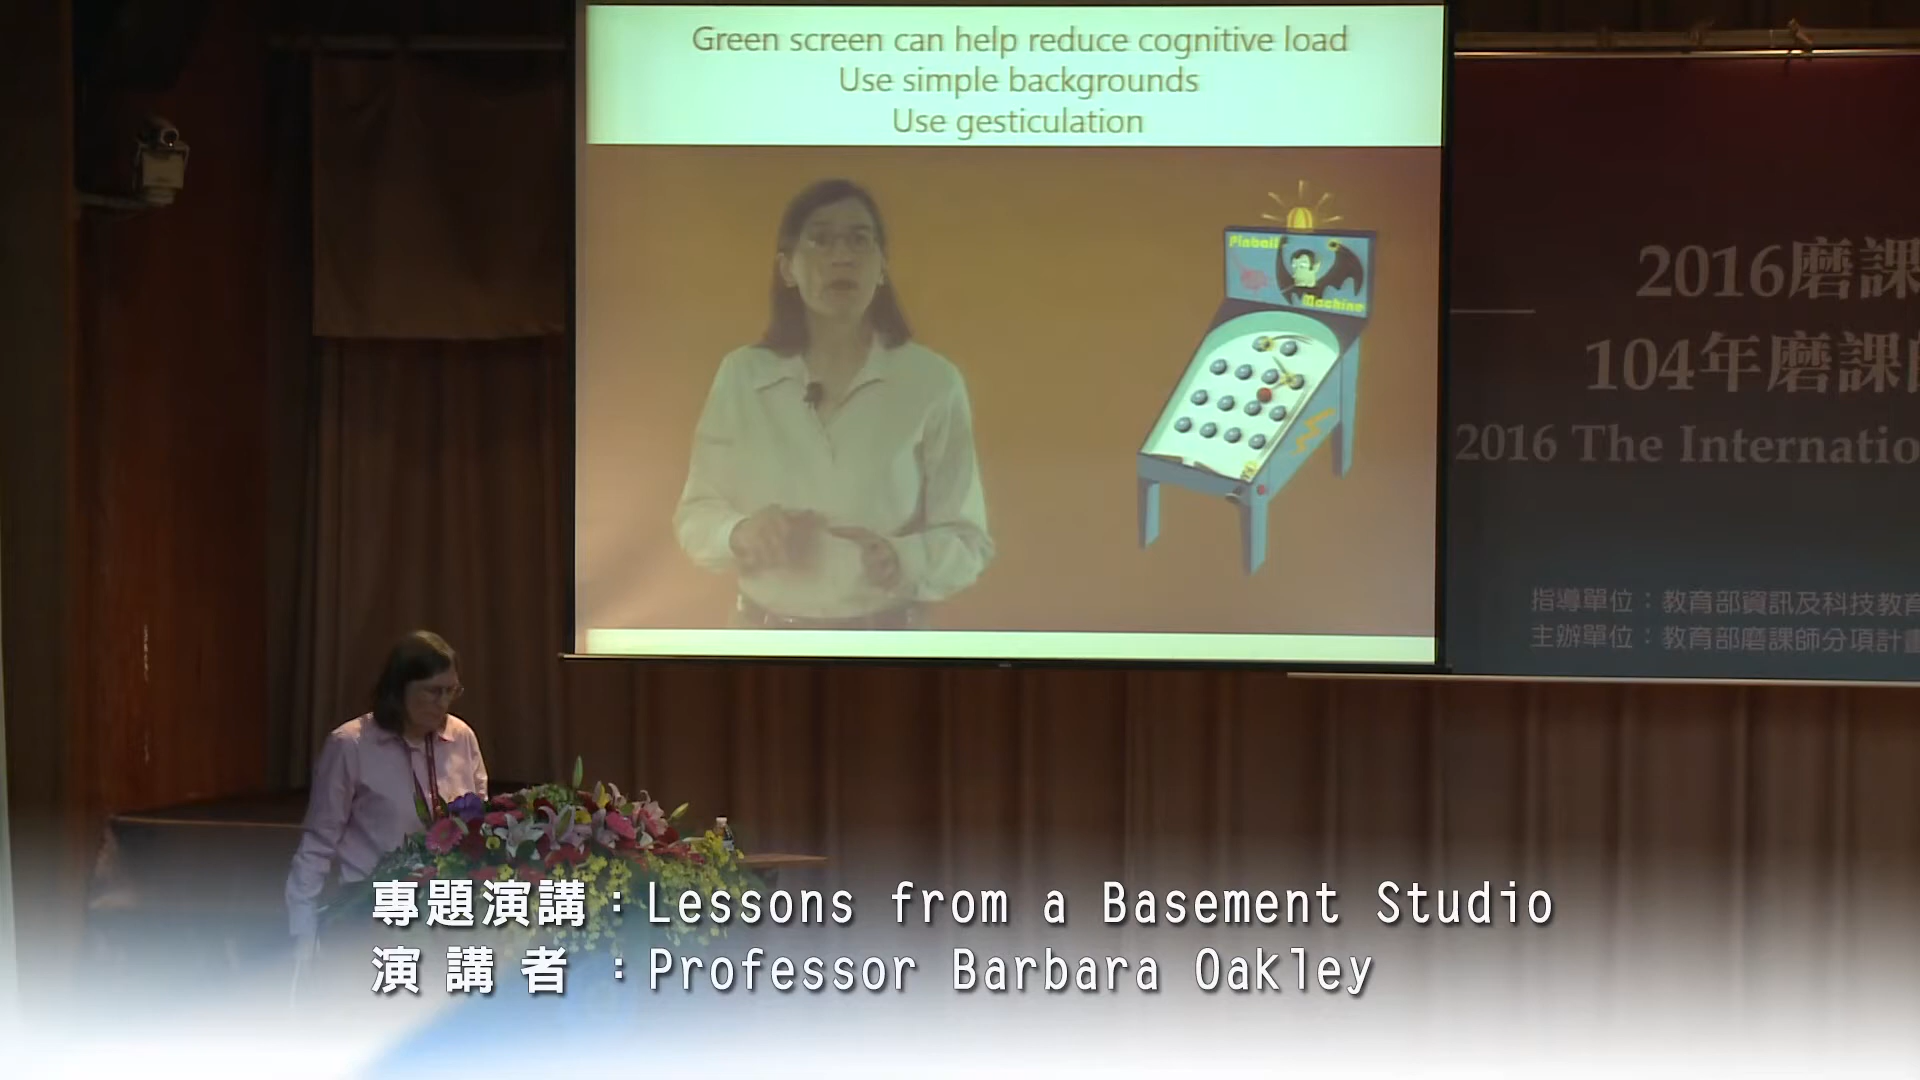 Green screen can help reduce cognitive load
Use simple backgrounds
Use gesticulation
Pinball
Machine
2016磨課
104年磨課
2016 The Internatio
指導單位：教育部資訊及科技教育
主辦單位：教育部磨課師分項計畫
專題演講：Lessons from a Basement Studio
演講者：Professor Barbara Oakley